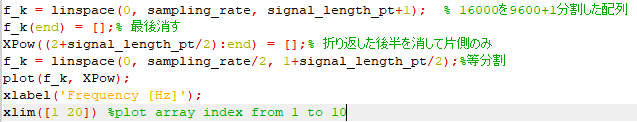 f_k = linspace(0, sampling_rate, signal_length_pt+1);  % 16000を9600+1分割した配列
f_k(end) = [];% 最後消す
XPow((2+signal_length_pt/2):end) = [];% 折り返した後半を消して片側のみ
f_k = linspace(0, sampling_rate/2, 1+signal_length_pt/2);%等分割
plot(f_k, XPow);
xlabel('Frequency [Hz]');
xlim([1 20]) %plot array index from 1 to 10